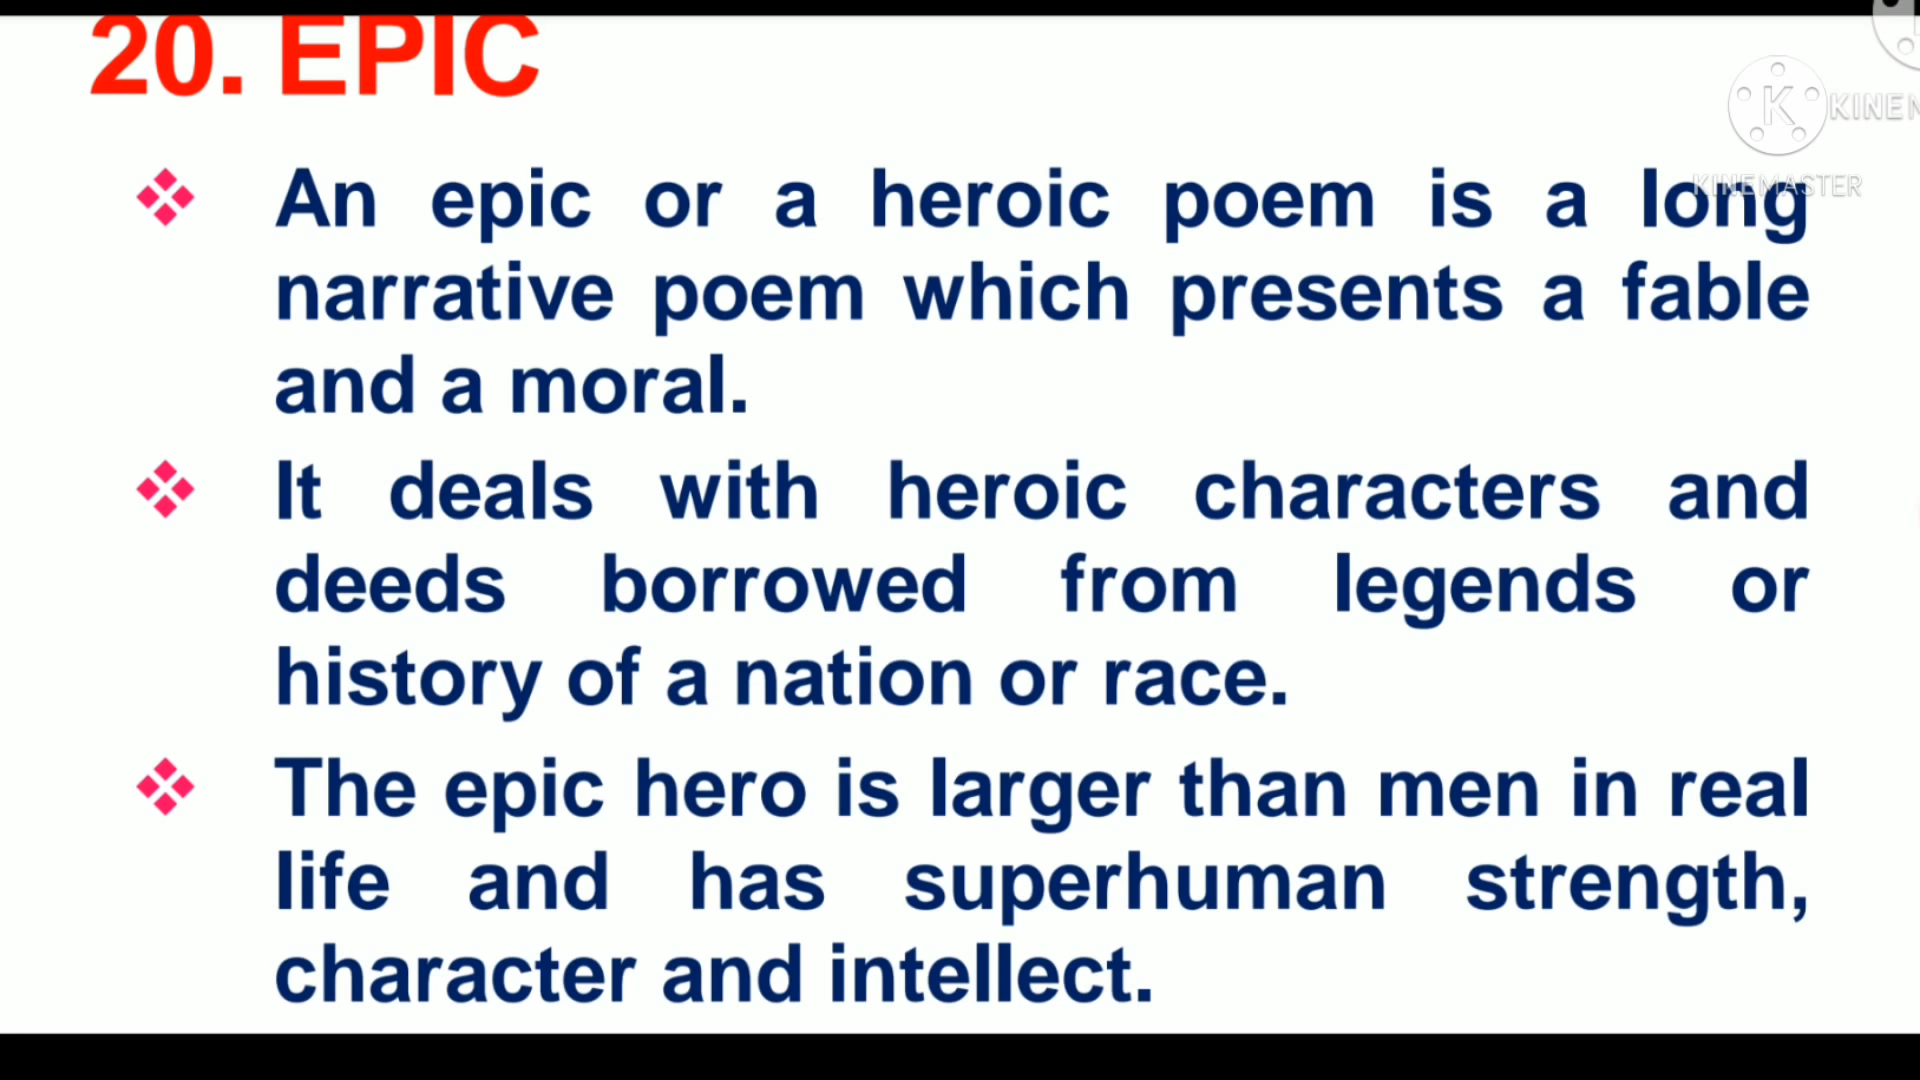 20. EPIC
KINEM
KINEMASTER
An epic or a heroic poem is a long
narrative poem which presents a fable
and a moral.
It deals with heroic characters and
deeds borrowed from legends or
history of a nation or race.
The epic hero is larger than men in real
life and has superhuman strength,
character and intellect.